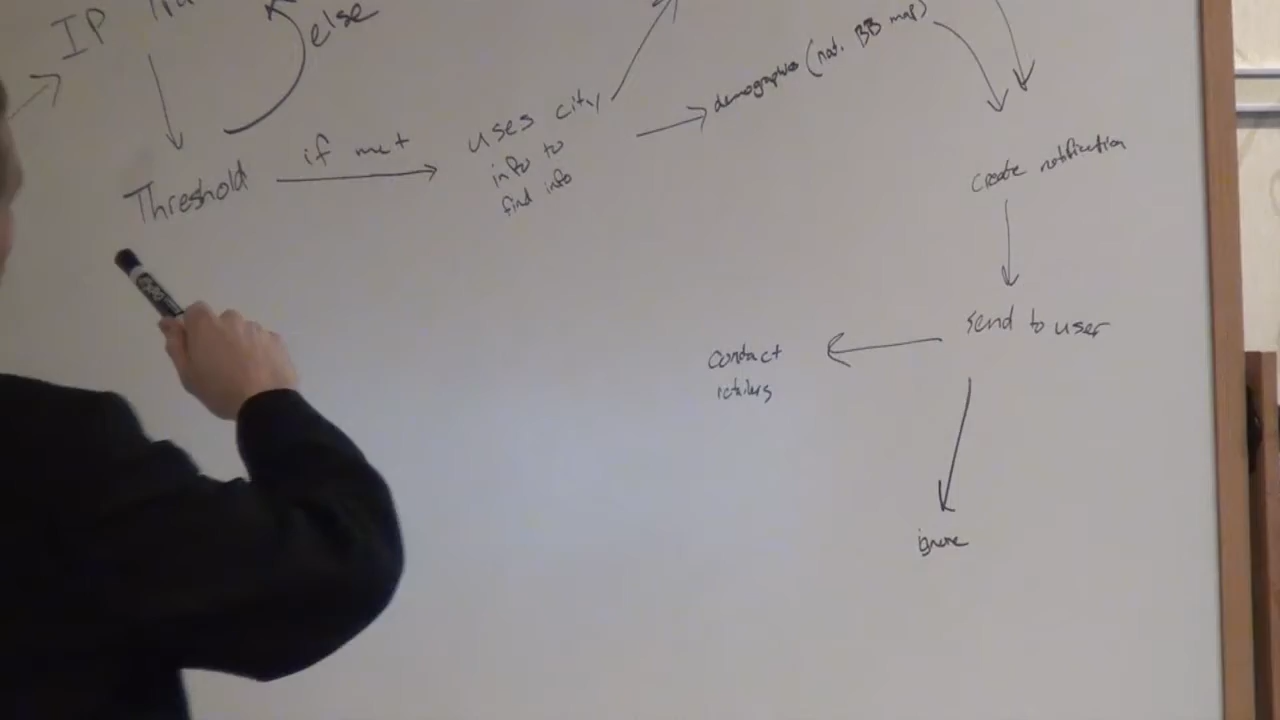 IP
else
if met
Threshold
uses city
info to
find info
demographics (nat. BB map)
create notification
send to user
contact
retailers
ignore
EXPO